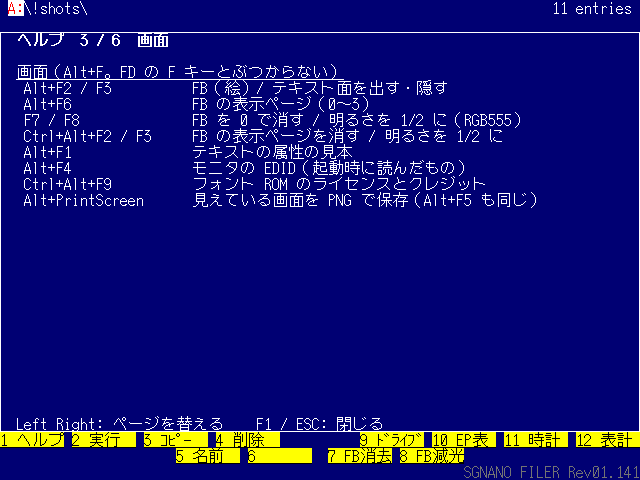 A:\!shots\ 11 entries
ヘルプ 3 / 6 画面
画面(Alt+F。FD の F キーとぶつからない)
Alt+F2 / F3 FB(絵) / テキスト面を出す・隠す
Alt+F6 FB の表示ページ(0〜3)
F7 / F8 FB を 0 で消す / 明るさを 1/2 に(RGB555)
Ctrl+Alt+F2 / F3 FB の表示ページを消す / 明るさを 1/2 に
Alt+F1 テキストの属性の見本
Alt+F4 モニタの EDID(起動時に読んだもの)
Ctrl+Alt+F9 フォント ROM のライセンスとクレジット
Alt+PrintScreen 見えている画面を PNG で保存(Alt+F5 も同じ)
Left Right: ページを替える F1 / ESC: 閉じる
1 ヘルプ 2 実行 3 ｺﾋﾟｰ 4 削除 9 ﾄﾞﾗｲﾌﾞ 10 EP表 11 時計 12 表計
5 名前 6 7 FB消去 8 FB減光
SGNANO FILER Rev01.141